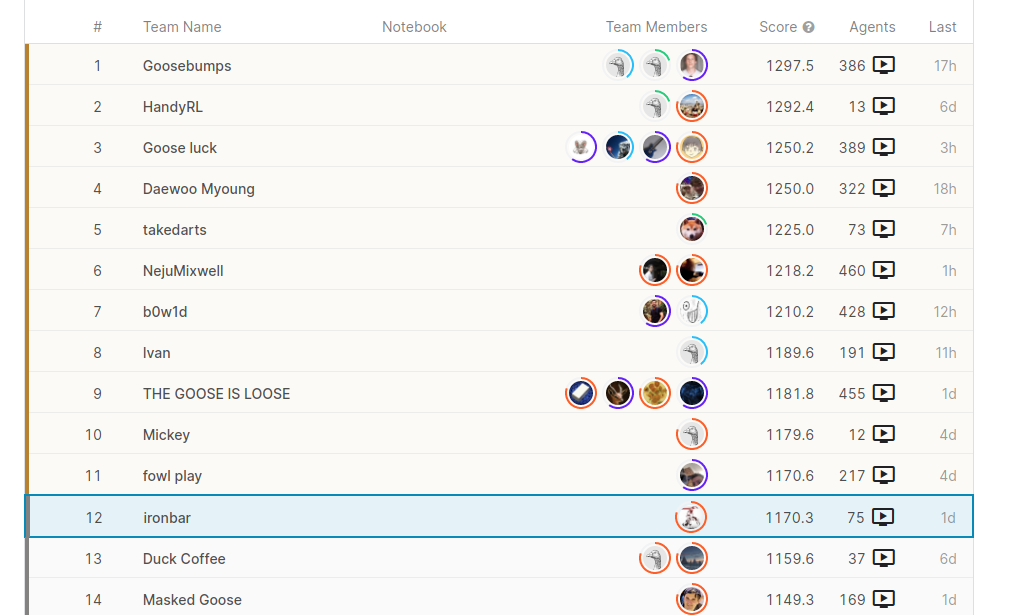 # Team Name Notebook Team Members Score Agents Last
1 Goosebumps 1297.5 386 17h
2 HandyRL 1292.4 13 6d
3 Goose luck 1250.2 389 3h
4 Daewoo Myoung 1250.0 322 18h
5 takedarts 1225.0 73 7h
6 NejuMixwell 1218.2 460 1h
7 b0w1d 1210.2 428 12h
8 Ivan 1189.6 191 11h
9 THE GOOSE IS LOOSE 1181.8 455 1d
10 Mickey 1179.6 12 4d
11 fowl play 1170.6 217 4d
12 ironbar 1170.3 75 1d
13 Duck Coffee 1159.6 37 6d
14 Masked Goose 1149.3 169 1d